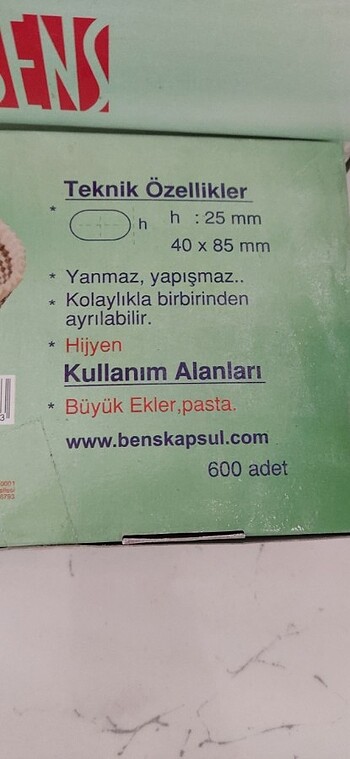 BENS
Teknik Özellikler
* h h : 25 mm
40 x 85 mm
* Yanmaz, yapışmaz..
* Kolaylıkla birbirinden
ayrılabilir.
* Hijyen
Kullanım Alanları
* Büyük Ekler,pasta.
www.benskapsul.com
600 adet
3